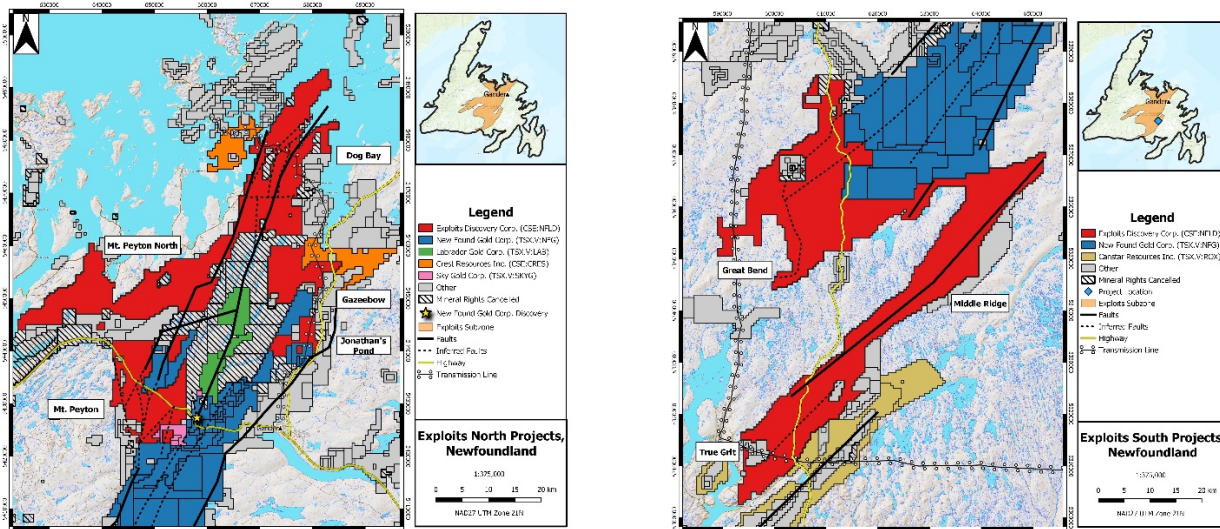 N
Gander
Dog Bay
Mt. Peyton North
Gazeebow
Jonathan's
Pond
Mt. Peyton
Gander
Legend
Exploits Discovery Corp. (CSE:NFLD)
New Found Gold Corp. (TSX.V:NFG)
Labrador Gold Corp. (TSX.V:LAB)
Crest Resources Inc. (CSE:CRES)
Sky Gold Corp. (TSX.V:SKYG)
Other
Mineral Rights Cancelled
New Found Gold Corp. Discovery
Exploits Subzone
Faults
Inferred Faults
Highway
Transmission Line
Exploits North Projects,
Newfoundland
1:375,000
0 5 10 15 20 km
NAD27 UTM Zone 21N
N
Gander
Great Bend
Middle Ridge
True Grit
Legend
Exploits Discovery Corp. (CSE:NFLD)
New Found Gold Corp. (TSX.V:NFG)
Canstar Resources Inc. (TSX.V:ROX)
Other
Mineral Rights Cancelled
Project Location
Exploits Subzone
Faults
Inferred Faults
Highway
Transmission Line
Exploits South Projects
Newfoundland
1:375,000
0 5 10 15 20 km
NAD27 UTM Zone 21N